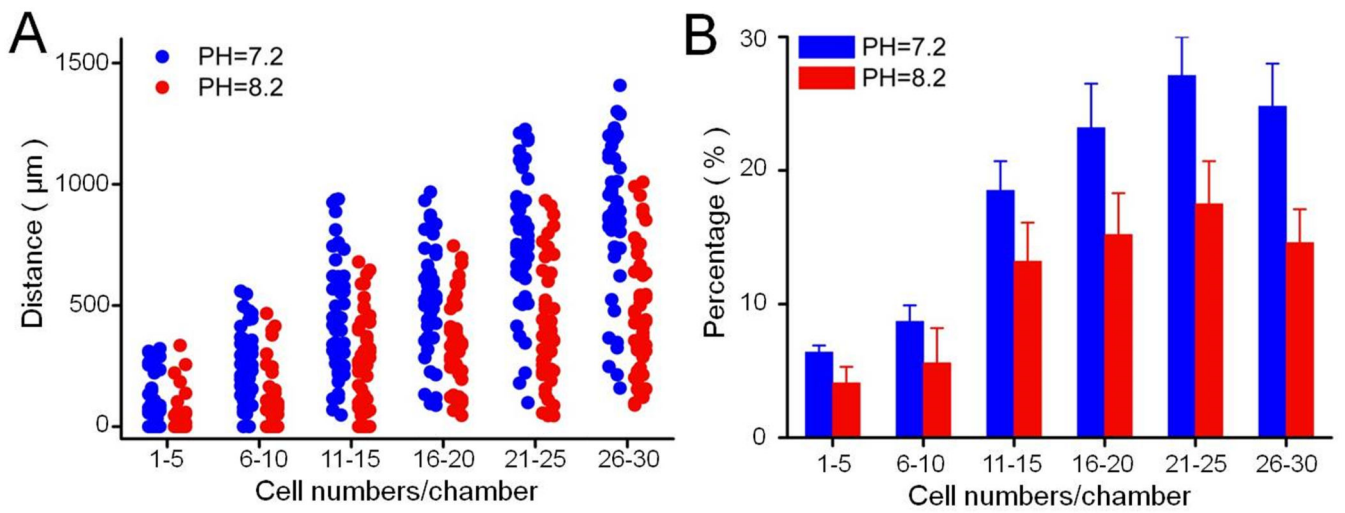 A
PH=7.2
PH=8.2
1500
1000
500
0
Distance ( μm )
1-5 6-10 11-15 16-20 21-25 26-30
Cell numbers/chamber
B
PH=7.2
PH=8.2
30
20
10
0
Percentage ( % )
1-5 6-10 11-15 16-20 21-25 26-30
Cell numbers/chamber